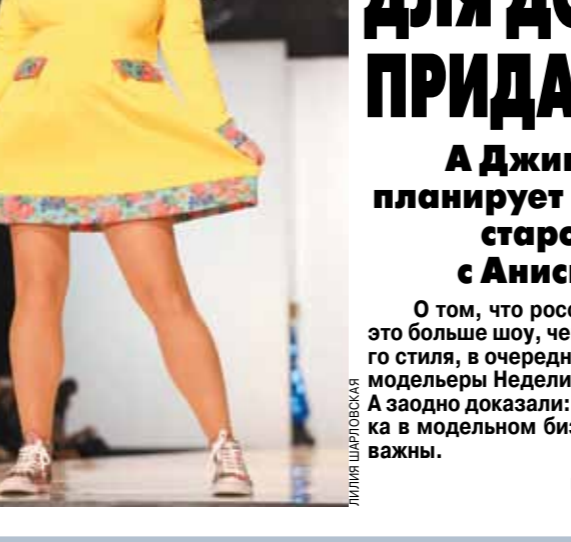 ДЛЯ ДО
ПРИДА
А Джи
планирует
старо
с Анис
О том, что росс
это больше шоу, че
го стиля, в очередн
модельеры Недели
А заодно доказали:
ка в модельном биз
важны.
ЛИЛИЯ ШАРЛОВСКАЯ